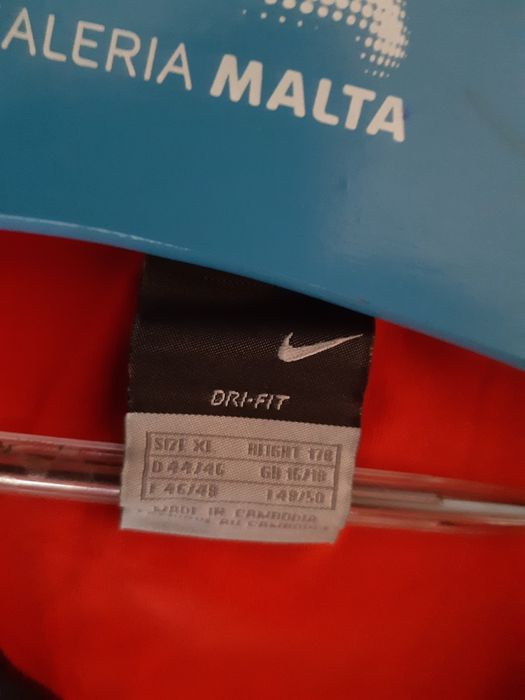 ALERIA MALTA
DRI-FIT
SIZE XL HEIGHT 178
D 44/46 GB 16/18
F 46/48 I 48/50
MADE IN CAMBODIA